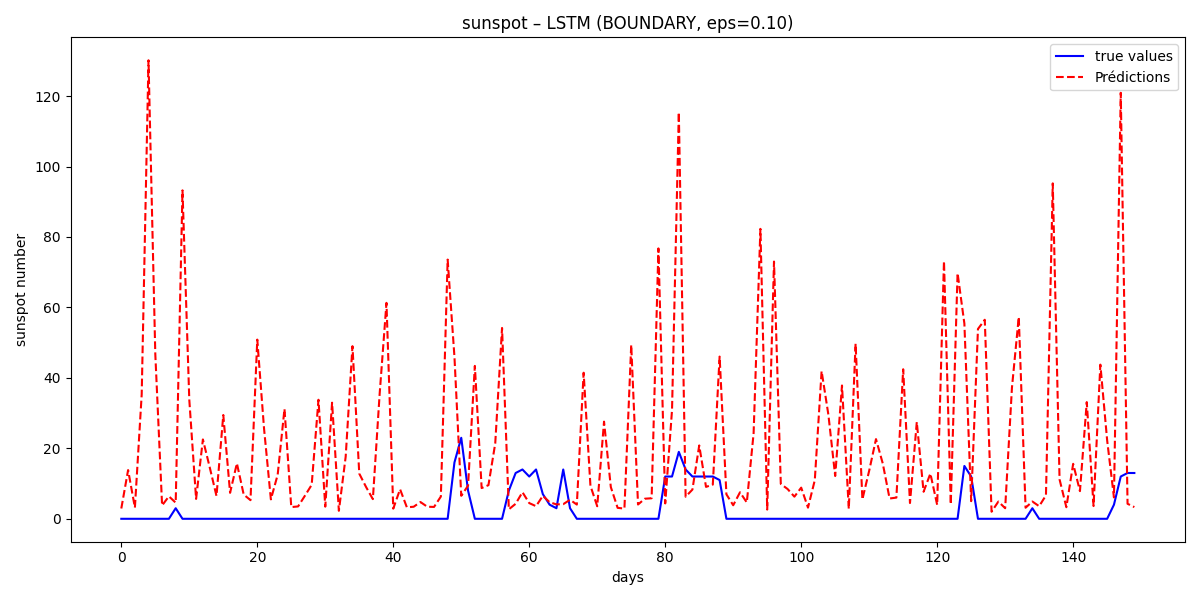 sunspot – LSTM (BOUNDARY, eps=0.10)
true values
Prédictions
120
100
80
60
40
20
0
sunspot number
0 20 40 60 80 100 120 140
days